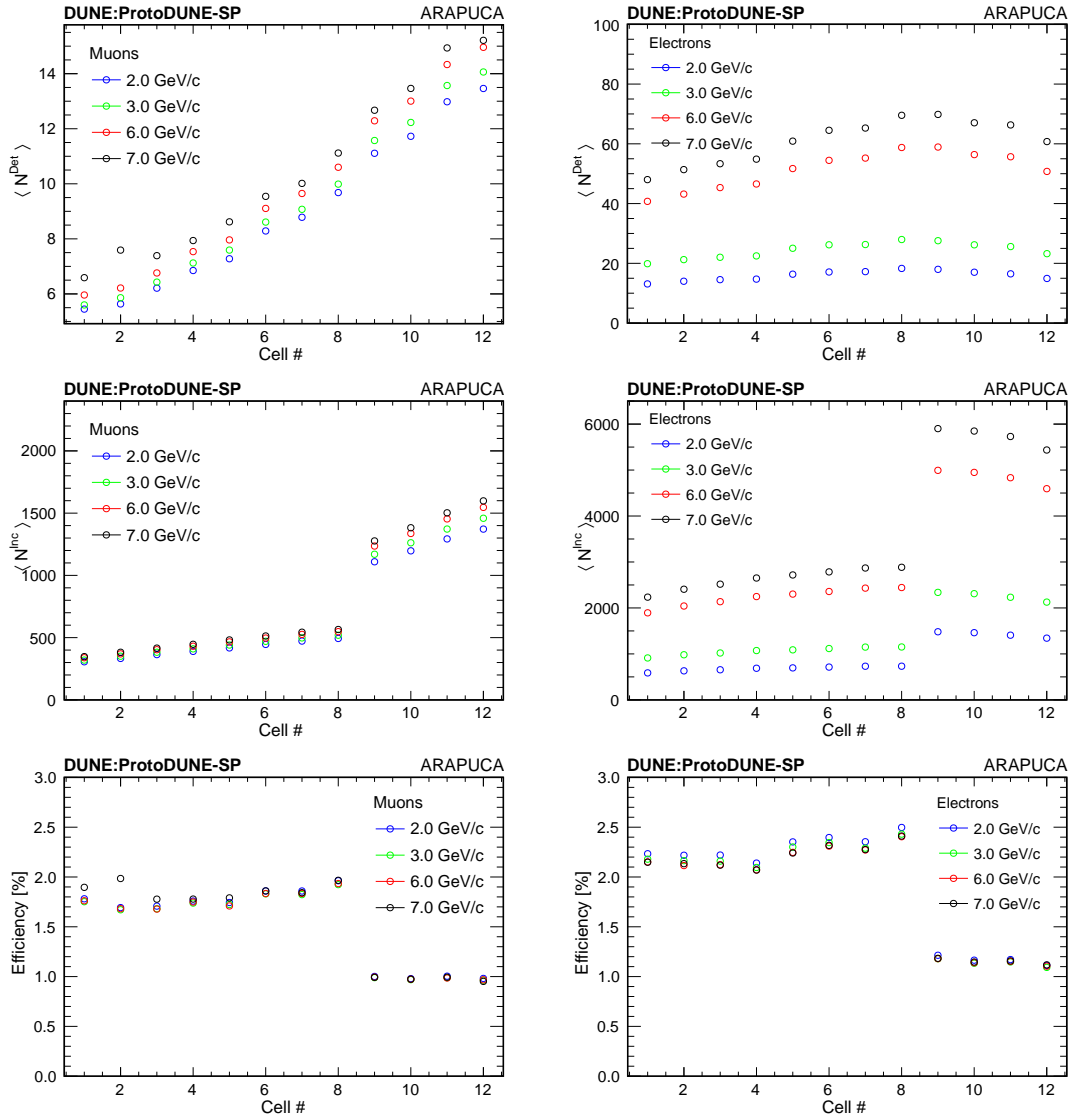 DUNE:ProtoDUNE-SP ARAPUCA
Muons
2.0 GeV/c
3.0 GeV/c
6.0 GeV/c
7.0 GeV/c
14
12
10
8
6
⟨ N^Det ⟩
2 4 6 8 10 12
Cell #
DUNE:ProtoDUNE-SP ARAPUCA
Electrons
2.0 GeV/c
3.0 GeV/c
6.0 GeV/c
7.0 GeV/c
100
80
60
40
20
0
⟨ N^Det ⟩
2 4 6 8 10 12
Cell #
DUNE:ProtoDUNE-SP ARAPUCA
Muons
2.0 GeV/c
3.0 GeV/c
6.0 GeV/c
7.0 GeV/c
2000
1500
1000
500
0
⟨ N^Inc ⟩
2 4 6 8 10 12
Cell #
DUNE:ProtoDUNE-SP ARAPUCA
Electrons
2.0 GeV/c
3.0 GeV/c
6.0 GeV/c
7.0 GeV/c
6000
4000
2000
0
⟨ N^Inc ⟩
2 4 6 8 10 12
Cell #
DUNE:ProtoDUNE-SP ARAPUCA
Muons
2.0 GeV/c
3.0 GeV/c
6.0 GeV/c
7.0 GeV/c
3.0
2.5
2.0
1.5
1.0
0.5
0.0
Efficiency [%]
2 4 6 8 10 12
Cell #
DUNE:ProtoDUNE-SP ARAPUCA
Electrons
2.0 GeV/c
3.0 GeV/c
6.0 GeV/c
7.0 GeV/c
3.0
2.5
2.0
1.5
1.0
0.5
0.0
Efficiency [%]
2 4 6 8 10 12
Cell #